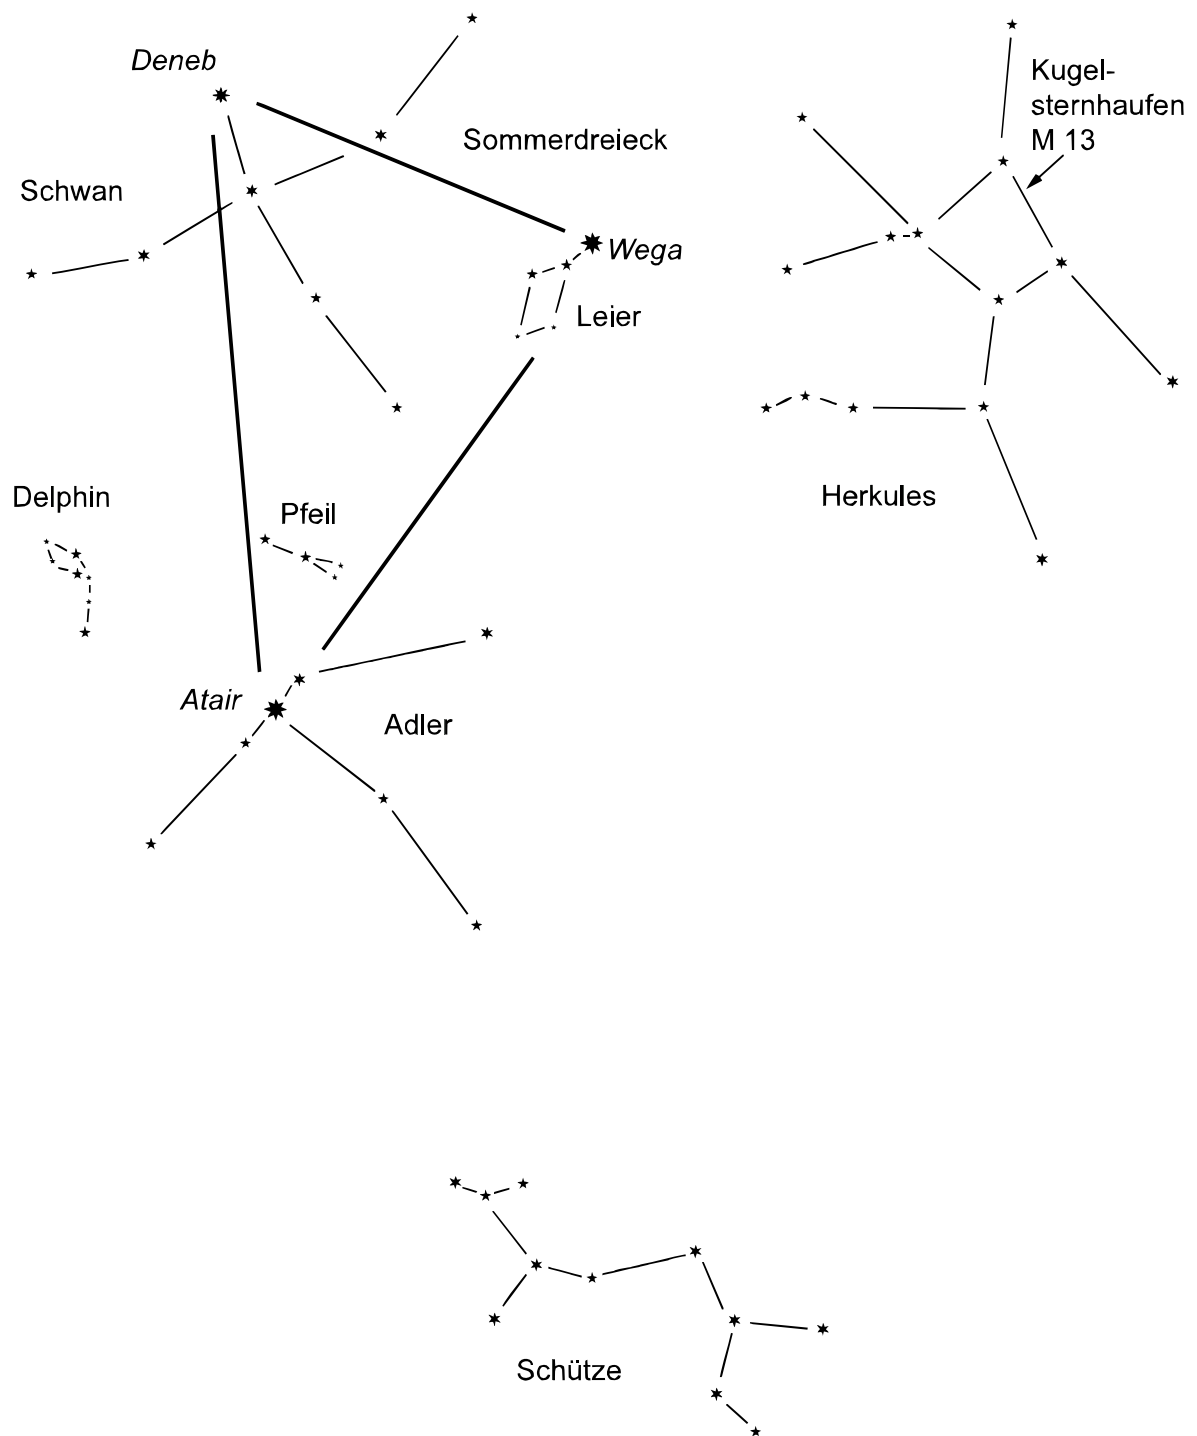 Deneb
Kugel-
sternhaufen
M 13
Sommerdreieck
Schwan
Wega
Leier
Delphin
Pfeil
Herkules
Atair
Adler
Schütze